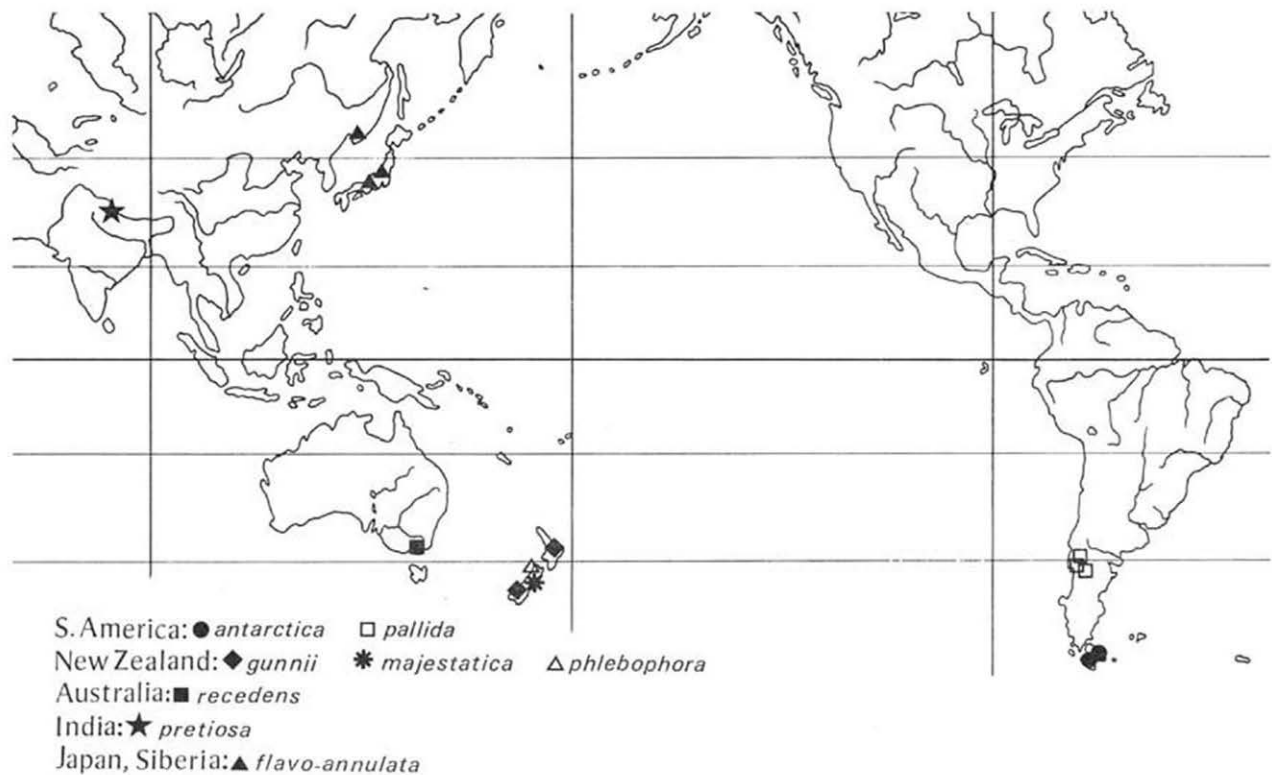 S. America: ● antarctica □ pallida
New Zealand: ◆ gunnii ✱ majestatica △ phlebophora
Australia: ■ recedens
India: ★ pretiosa
Japan, Siberia: ▲ flavo-annulata